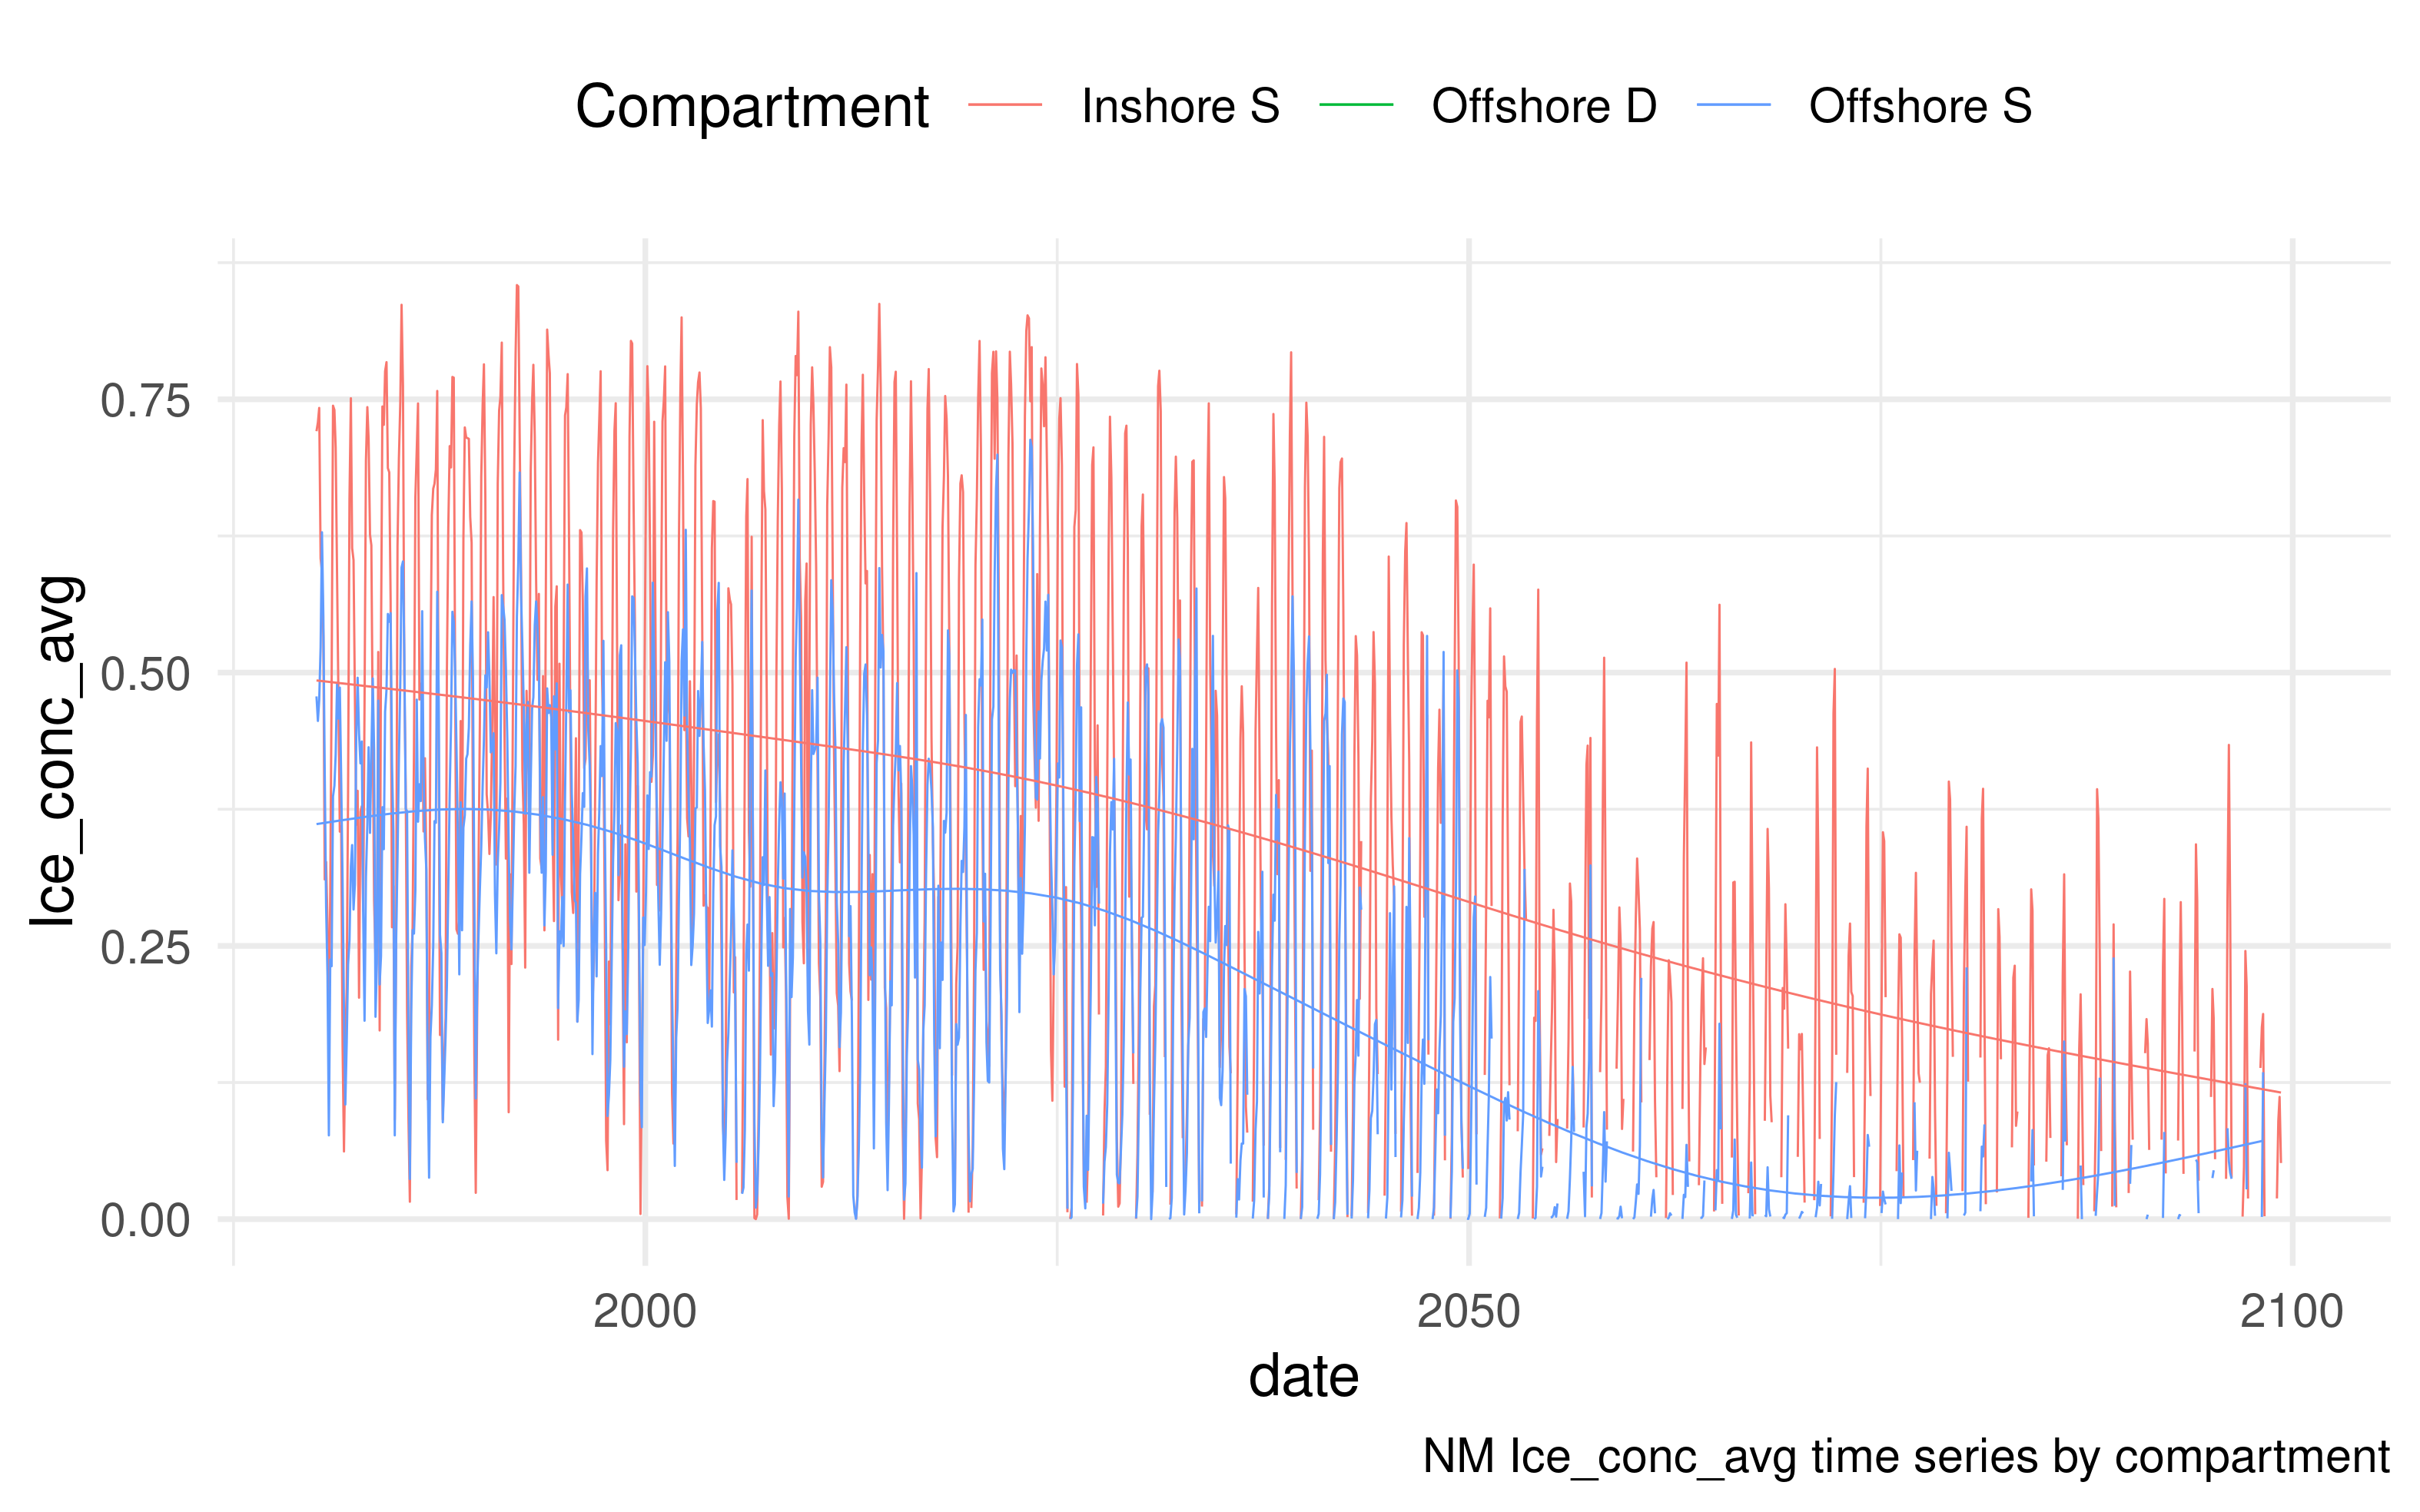 Compartment Inshore S Offshore D Offshore S
Ice_conc_avg
0.75
0.50
0.25
0.00
2000 2050 2100
date
NM Ice_conc_avg time series by compartment